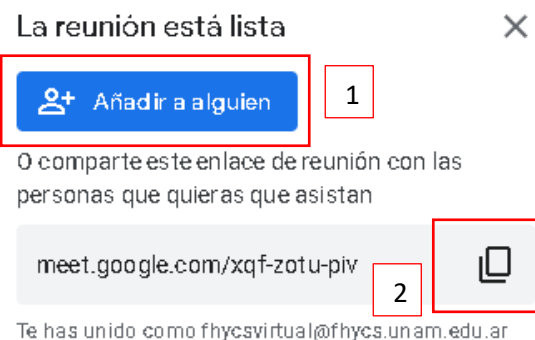 La reunión está lista
Añadir a alguien
1
O comparte este enlace de reunión con las
personas que quieras que asistan
meet.google.com/xqf-zotu-piv
2
Te has unido como fhycsvirtual@fhycs.unam.edu.ar